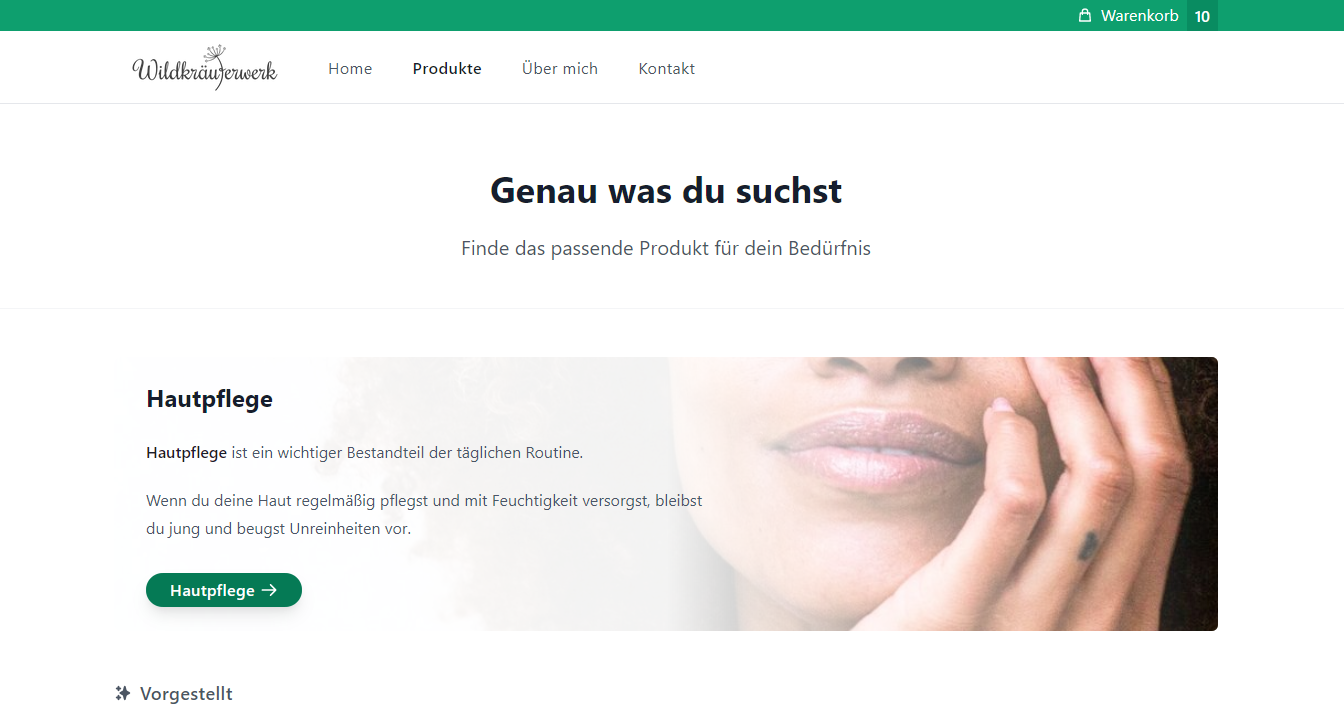 Warenkorb 10
Wildkräuterwerk
Home Produkte Über mich Kontakt
Genau was du suchst
Finde das passende Produkt für dein Bedürfnis
Hautpflege
Hautpflege ist ein wichtiger Bestandteil der täglichen Routine.
Wenn du deine Haut regelmäßig pflegst und mit Feuchtigkeit versorgst, bleibst
du jung und beugst Unreinheiten vor.
Hautpflege →
Vorgestellt